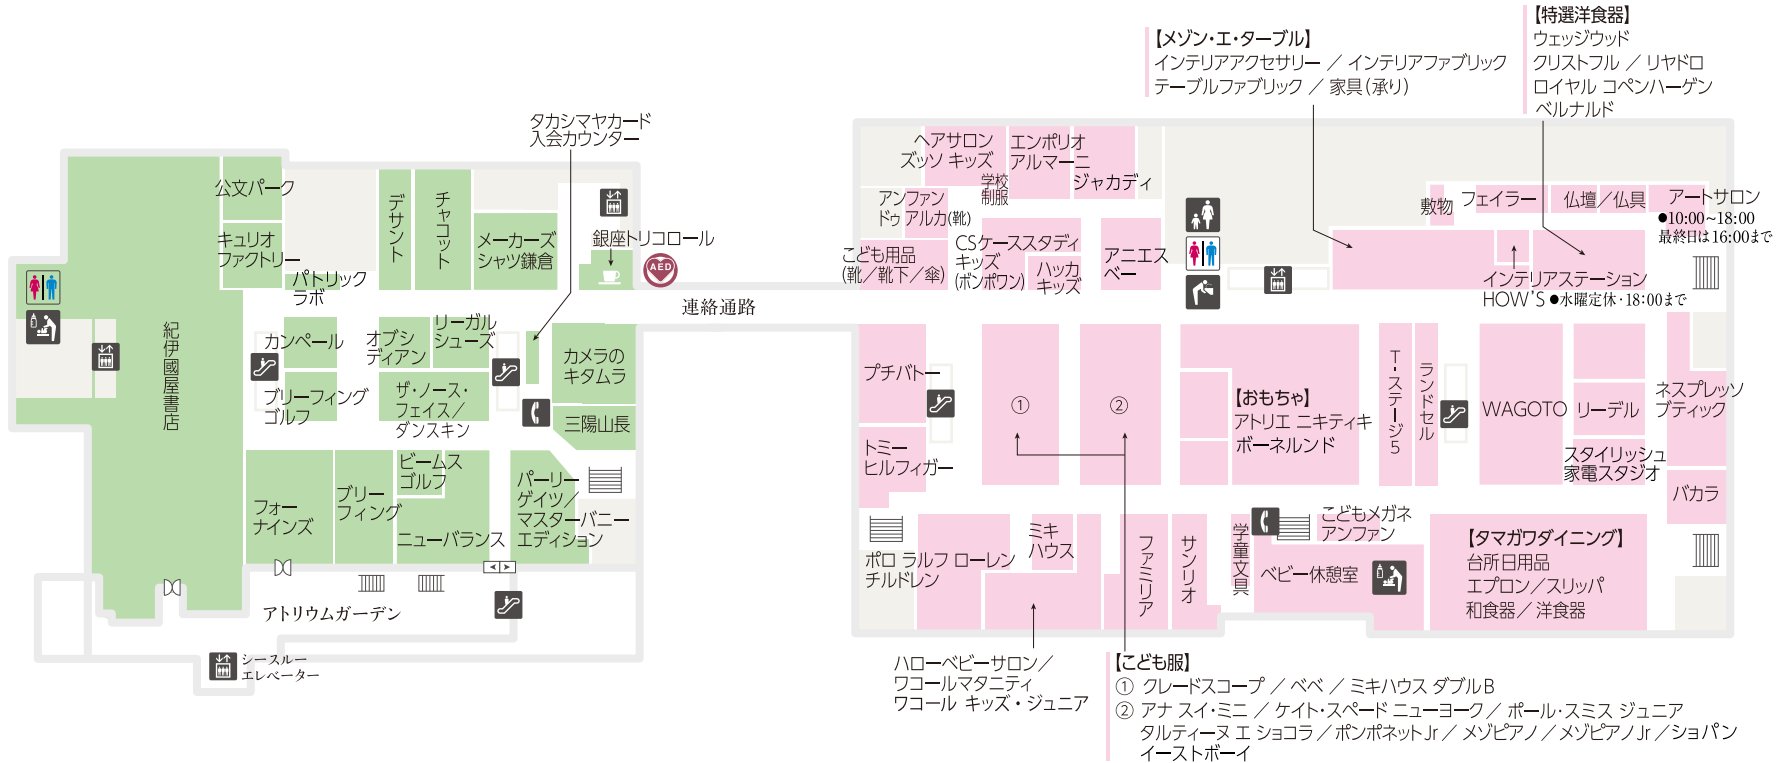 【特選洋食器】
ウェッジウッド
クリストフル ／ リヤドロ
ロイヤル コペンハーゲン
ベルナルド
【メゾン・エ・ターブル】
インテリアアクセサリー ／ インテリアファブリック
テーブルファブリック ／ 家具（承り）
タカシマヤカード
入会カウンター
公文パーク
キュリオ
ファクトリー
パトリック
ラボ
デサント
チャコット
メーカーズ
シャツ鎌倉
銀座トリコロール
AED
連絡通路
紀伊國屋書店
カンペール
ブリーフィング
ゴルフ
オブシ
ディアン
リーガル
シューズ
ザ・ノース・
フェイス／
ダンスキン
カメラの
キタムラ
三陽山長
フォー
ナインズ
ブリー
フィング
ビームス
ゴルフ
ニューバランス
パーリー
ゲイツ／
マスターバニー
エディション
アトリウムガーデン
シースルー
エレベーター
ヘアサロン
ズッソ キッズ
エンポリオ
アルマーニ
学校
制服
ジャカディ
アンファン
ドゥ アルカ(靴)
こども用品
(靴／靴下／傘)
CSケーススタディ
キッズ
(ボンポワン)
ハッカ
キッズ
アニエス
ベー
敷物
フェイラー
仏壇／仏具
アートサロン
●10:00~18:00
最終日は16:00まで
インテリアステーション
HOW'S ●水曜定休・18:00まで
プチバトー
トミー
ヒルフィガー
①
②
【おもちゃ】
アトリエ ニキティキ
ボーネルンド
T・ステージ5
ランドセル
WAGOTO
リーデル
スタイリッシュ
家電スタジオ
ネスプレッソ
ブティック
バカラ
ポロ ラルフ ローレン
チルドレン
ミキ
ハウス
ファミリア
サンリオ
学童文具
こどもメガネ
アンファン
ベビー休憩室
【タマガワダイニング】
台所日用品
エプロン／スリッパ
和食器／ 洋食器
ハローベビーサロン／
ワコールマタニティ
ワコール キッズ・ジュニア
【こども服】
① クレードスコープ ／ べべ ／ ミキハウス ダブルB
② アナ スイ・ミニ ／ ケイト・スペード ニューヨーク／ ポール・スミス ジュニア
タルティーヌ エ ショコラ ／ポンポネットJr ／ メゾピアノ ／メゾピアノJr ／ショパン
イーストボーイ